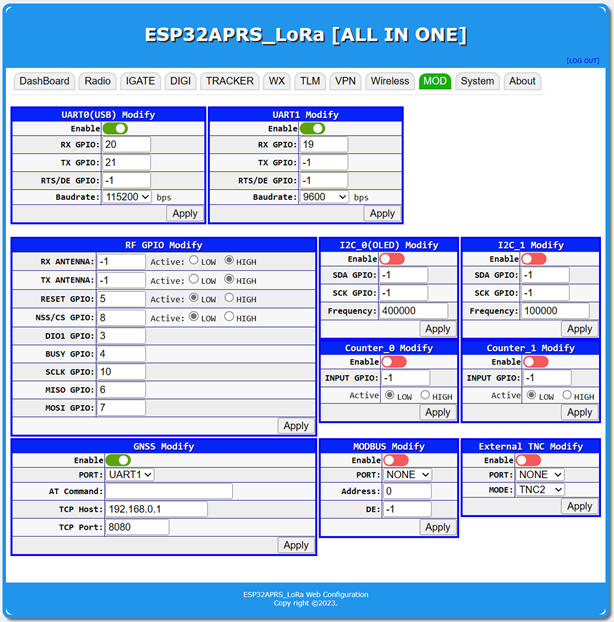 ESP32APRS_LoRa [ALL IN ONE]
[LOG OUT]
DashBoard Radio IGATE DIGI TRACKER WX TLM VPN Wireless MOD System About
UART0(USB) Modify
Enable
RX GPIO: 20
TX GPIO: 21
RTS/DE GPIO: -1
Baudrate: 115200 bps
Apply
UART1 Modify
Enable
RX GPIO: 19
TX GPIO: -1
RTS/DE GPIO: -1
Baudrate: 9600 bps
Apply
RF GPIO Modify
RX ANTENNA: -1 Active: LOW HIGH
TX ANTENNA: -1 Active: LOW HIGH
RESET GPIO: 5 Active: LOW HIGH
NSS/CS GPIO: 8 Active: LOW HIGH
DIO1 GPIO: 3
BUSY GPIO: 4
SCLK GPIO: 10
MISO GPIO: 6
MOSI GPIO: 7
Apply
I2C_0(OLED) Modify
Enable
SDA GPIO: -1
SCK GPIO: -1
Frequency: 400000
Apply
I2C_1 Modify
Enable
SDA GPIO: -1
SCK GPIO: -1
Frequency: 100000
Apply
Counter_0 Modify
Enable
INPUT GPIO: -1
Active LOW HIGH
Apply
Counter_1 Modify
Enable
INPUT GPIO: -1
Active LOW HIGH
Apply
GNSS Modify
Enable
PORT: UART1
AT Command:
TCP Host: 192.168.0.1
TCP Port: 8080
Apply
MODBUS Modify
Enable
PORT: NONE
Address: 0
DE: -1
Apply
External TNC Modify
Enable
PORT: NONE
MODE: TNC2
Apply
ESP32APRS_LoRa Web Configuration
Copy right ©2023.